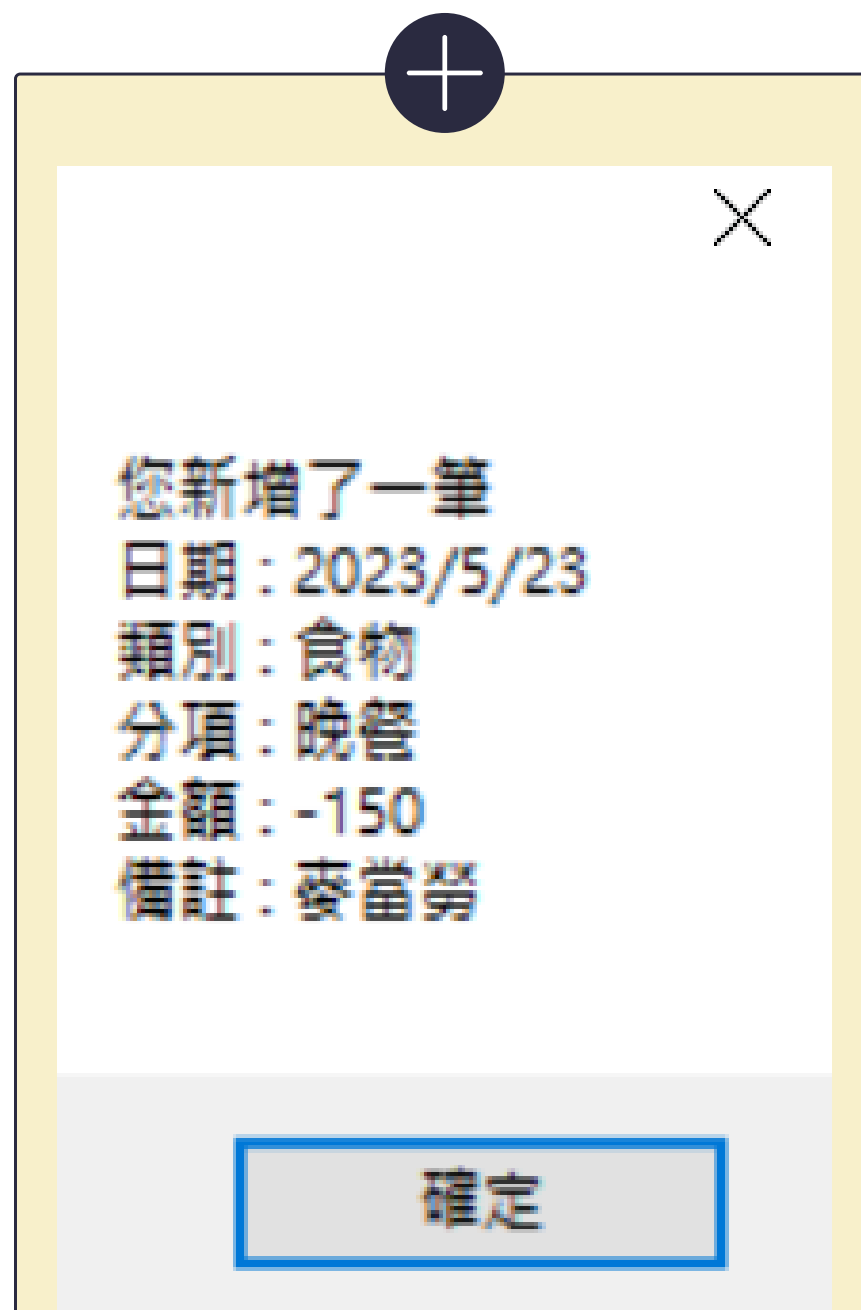 您新增了一筆
日期 : 2023/5/23
類別 : 食物
分項 : 晚餐
金額 : -150
備註 : 麥當勞
確定